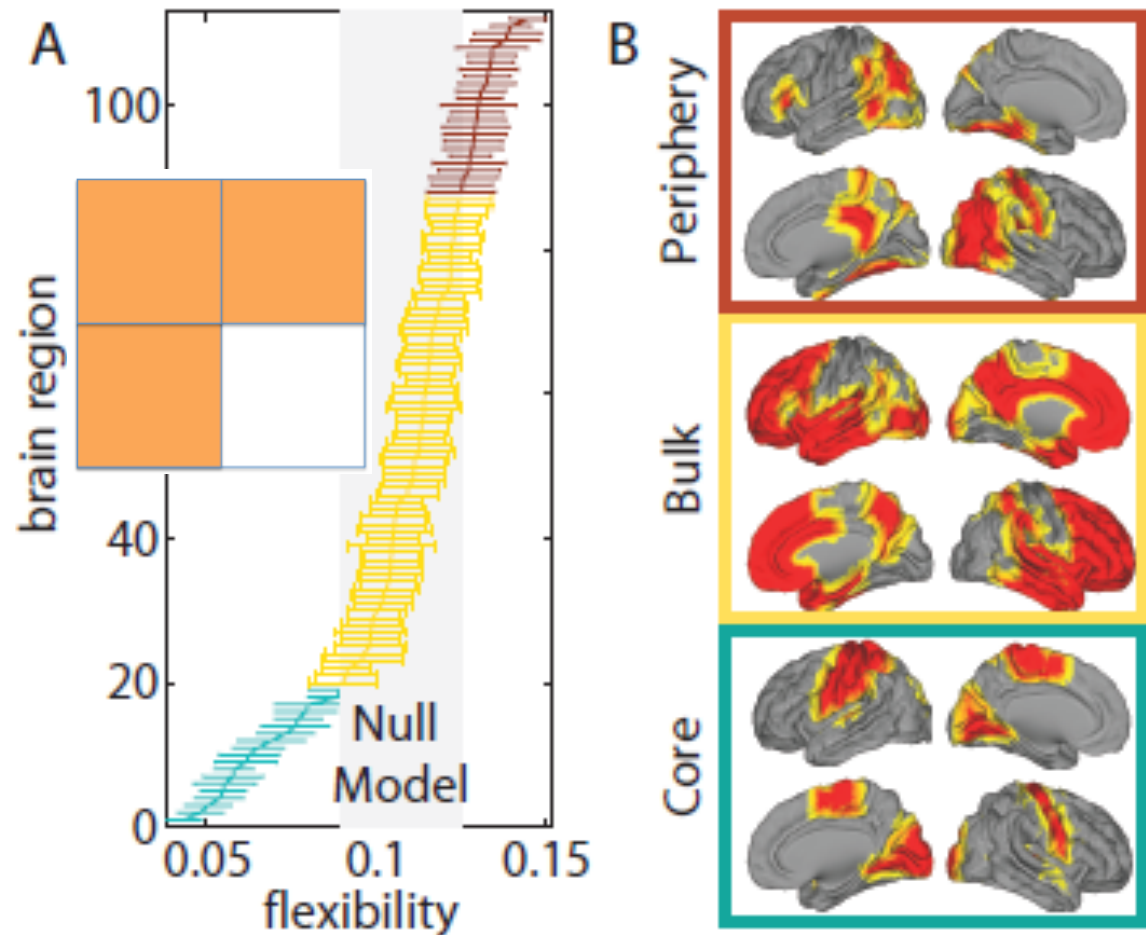 A
B
100
40
20
0
brain region
Null
Model
0.05
0.1
0.15
flexibility
Periphery
Bulk
Core